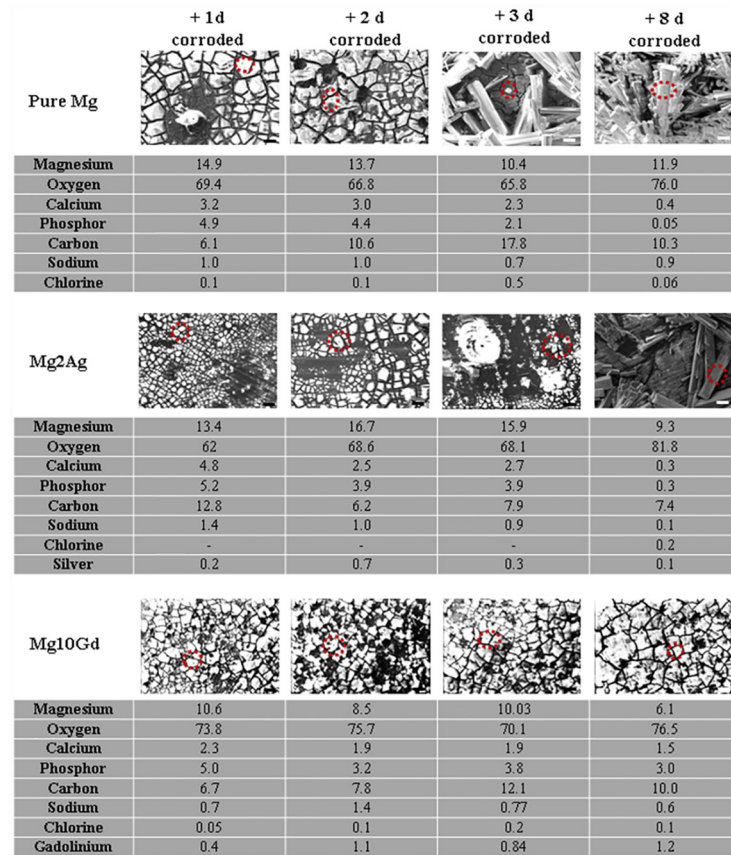 + 1 d + 2 d + 3 d + 8 d
corroded corroded corroded corroded
Pure Mg
Magnesium 14.9 13.7 10.4 11.9
Oxygen 69.4 66.8 65.8 76.0
Calcium 3.2 3.0 2.3 0.4
Phosphor 4.9 4.4 2.1 0.05
Carbon 6.1 10.6 17.8 10.3
Sodium 1.0 1.0 0.7 0.9
Chlorine 0.1 0.1 0.5 0.06
Mg2Ag
Magnesium 13.4 16.7 15.9 9.3
Oxygen 62 68.6 68.1 81.8
Calcium 4.8 2.5 2.7 0.3
Phosphor 5.2 3.9 3.9 0.3
Carbon 12.8 6.2 7.9 7.4
Sodium 1.4 1.0 0.9 0.1
Chlorine - - - 0.2
Silver 0.2 0.7 0.3 0.1
Mg10Gd
Magnesium 10.6 8.5 10.03 6.1
Oxygen 73.8 75.7 70.1 76.5
Calcium 2.3 1.9 1.9 1.5
Phosphor 5.0 3.2 3.8 3.0
Carbon 6.7 7.8 12.1 10.0
Sodium 0.7 1.4 0.77 0.6
Chlorine 0.05 0.1 0.2 0.1
Gadolinium 0.4 1.1 0.84 1.2